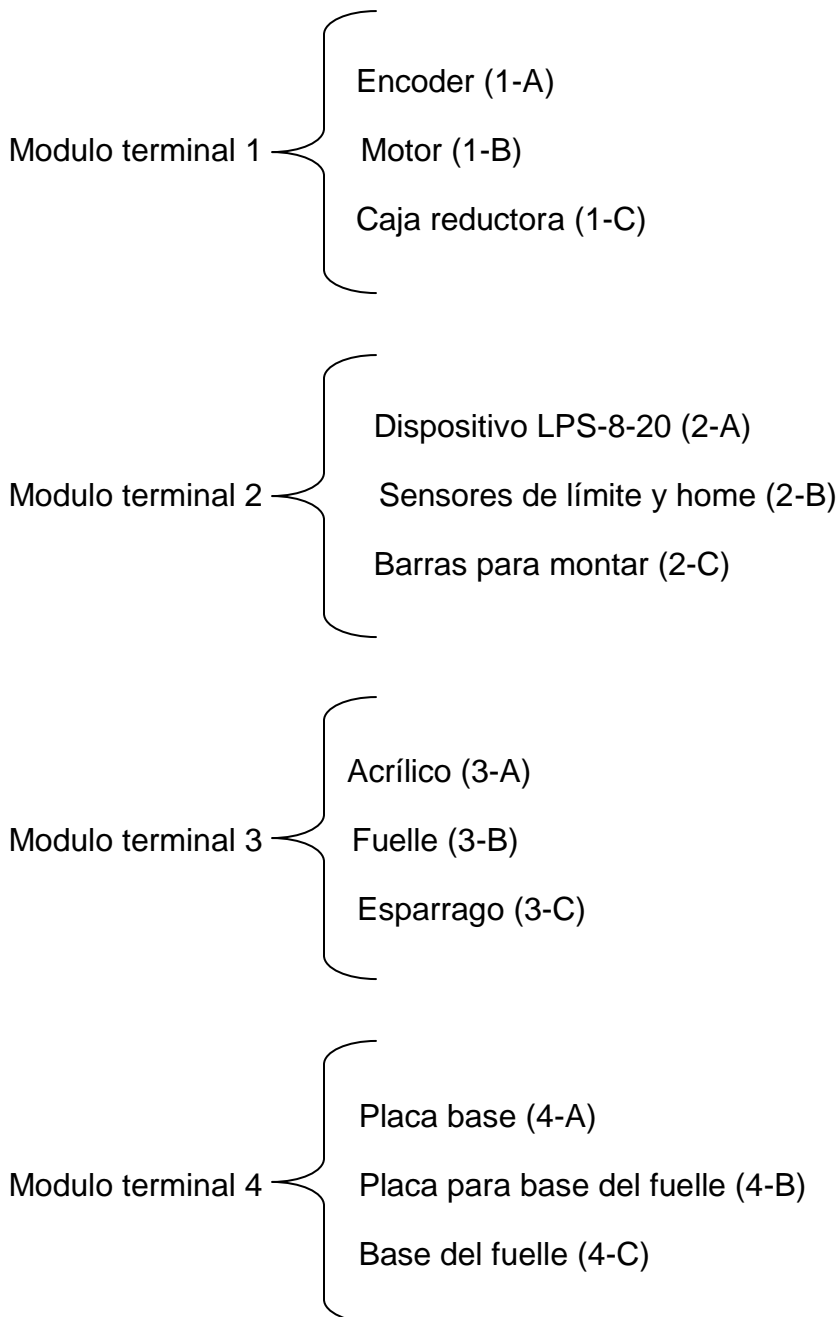 Encoder (1-A)
Modulo terminal 1
Motor (1-B)
Caja reductora (1-C)
Dispositivo LPS-8-20 (2-A)
Modulo terminal 2
Sensores de límite y home (2-B)
Barras para montar (2-C)
Acrílico (3-A)
Modulo terminal 3
Fuelle (3-B)
Esparrago (3-C)
Placa base (4-A)
Modulo terminal 4
Placa para base del fuelle (4-B)
Base del fuelle (4-C)